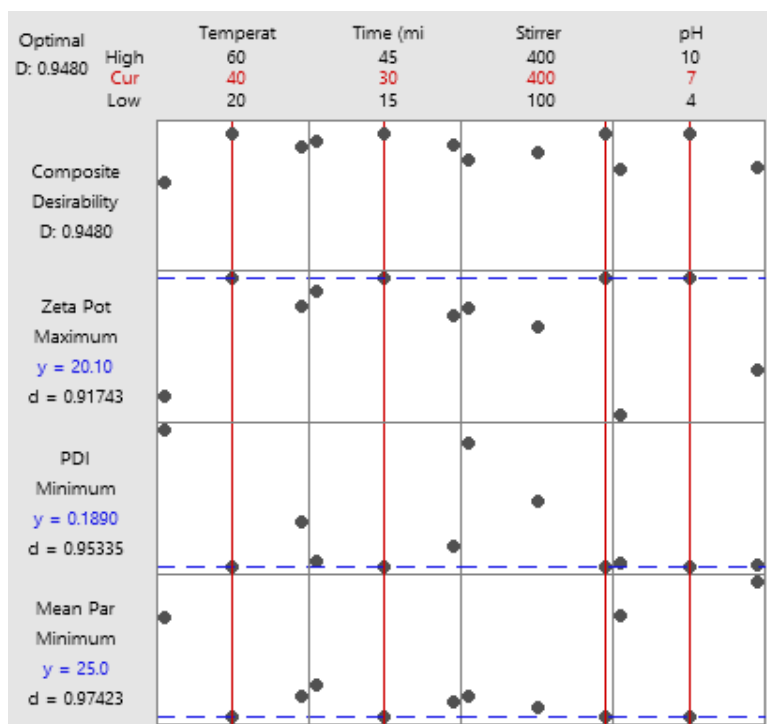 Optimal
D: 0.9480
High
Cur
Low
Temperat
60
40
20
Time (mi
45
30
15
Stirrer
400
400
100
pH
10
7
4
Composite
Desirability
D: 0.9480
Zeta Pot
Maximum
y = 20.10
d = 0.91743
PDI
Minimum
y = 0.1890
d = 0.95335
Mean Par
Minimum
y = 25.0
d = 0.97423